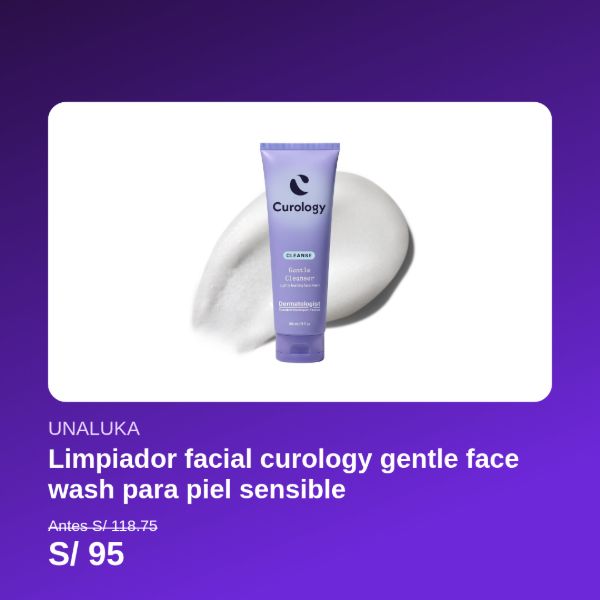 Curology
CLEANSE
Gentle
Cleanser
Dermatologist
UNALUKA
Limpiador facial curology gentle face
wash para piel sensible
Antes S/ 118.75
S/ 95